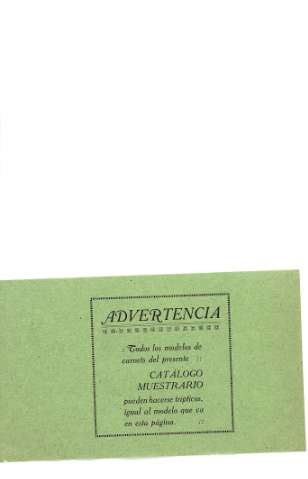 ADVERTENCIA
:: Todos los modelos de
carnets del presente ::
CATALOGO
MUESTRARIO
pueden hacerse trípticos,
igual al modelo que va
en esta página. ::